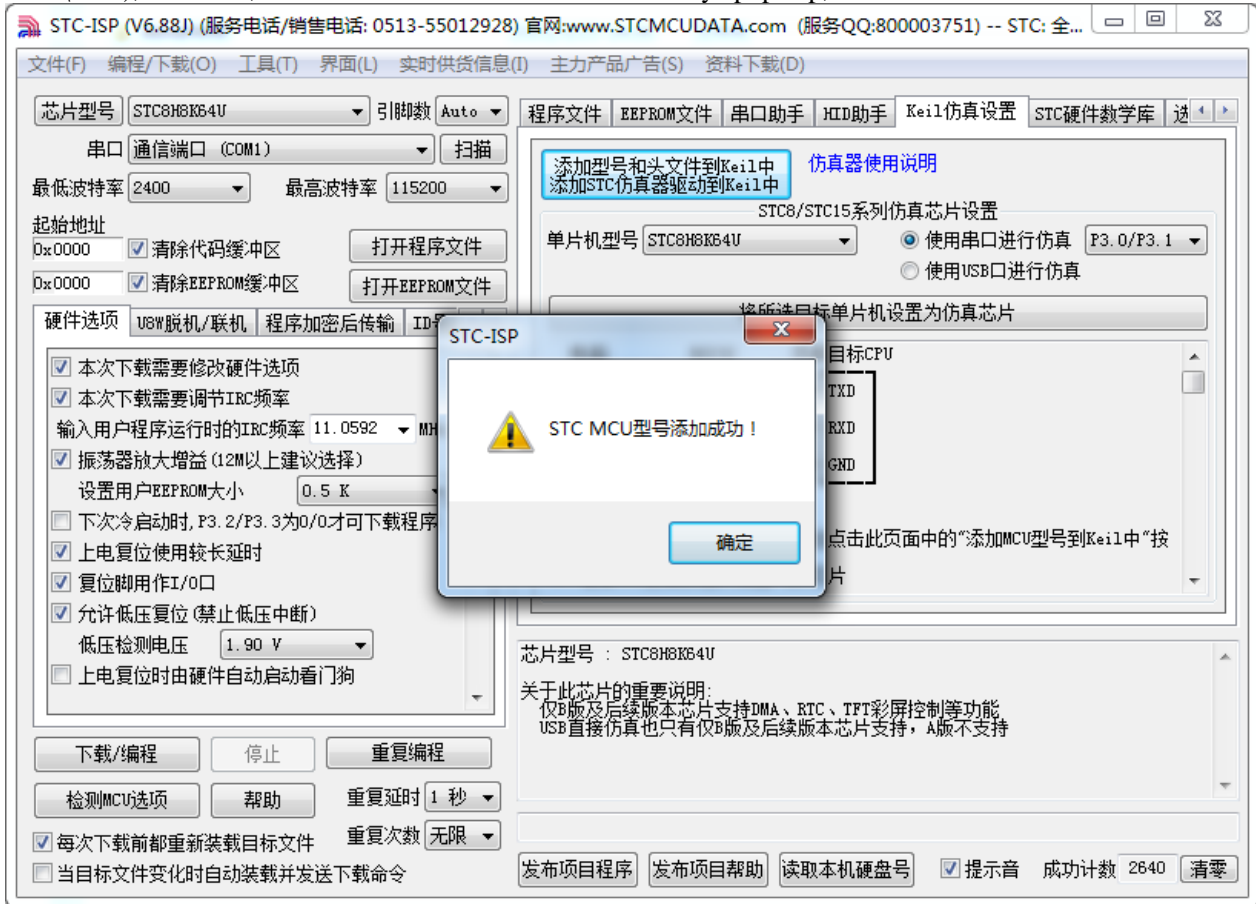 STC-ISP (V6.88J) (服务电话/销售电话: 0513-55012928) 官网:www.STCMCUDATA.com (服务QQ:800003751) -- STC: 全...
文件(F) 编程/下载(O) 工具(T) 界面(L) 实时供货信息(I) 主力产品广告(S) 资料下载(D)
芯片型号 STC8H8K64U 引脚数 Auto
串口 通信端口 (COM1) 扫描
最低波特率 2400 最高波特率 115200
起始地址
0x0000 清除代码缓冲区 打开程序文件
0x0000 清除EEPROM缓冲区 打开EEPROM文件
硬件选项 U8W脱机/联机 程序加密后传输
本次下载需要修改硬件选项
本次下载需要调节IRC频率
输入用户程序运行时的IRC频率 11.0592
振荡器放大增益(12M以上建议选择)
设置用户EEPROM大小 0.5 K
下次冷启动时,P3.2/P3.3为0/0才可下载程序
上电复位使用较长延时
复位脚用作I/O口
允许低压复位(禁止低压中断)
低压检测电压 1.90 V
上电复位时由硬件自动启动看门狗
下载/编程 停止 重复编程
检测MCU选项 帮助 重复延时 1 秒
每次下载前都重新装载目标文件 重复次数 无限
当目标文件变化时自动装载并发送下载命令
程序文件 EEPROM文件 串口助手 HID助手 Keil仿真设置 STC硬件数学库 选
添加型号和头文件到Keil中
添加STC仿真器驱动到Keil中
仿真器使用说明
STC8/STC15系列仿真芯片设置
单片机型号 STC8H8K64U 使用串口进行仿真 P3.0/P3.1
使用USB口进行仿真
将所选目标单片机设置为仿真芯片
目标CPU
TXD
RXD
GND
点击此页面中的"添加MCU型号到Keil中"按
片
STC-ISP
STC MCU型号添加成功！
确定
芯片型号 : STC8H8K64U
关于此芯片的重要说明:
仅B版及后续版本芯片支持DMA、RTC、TFT彩屏控制等功能
USB直接仿真也只有仅B版及后续版本芯片支持，A版不支持
发布项目程序 发布项目帮助 读取本机硬盘号 提示音 成功计数 2640 清零